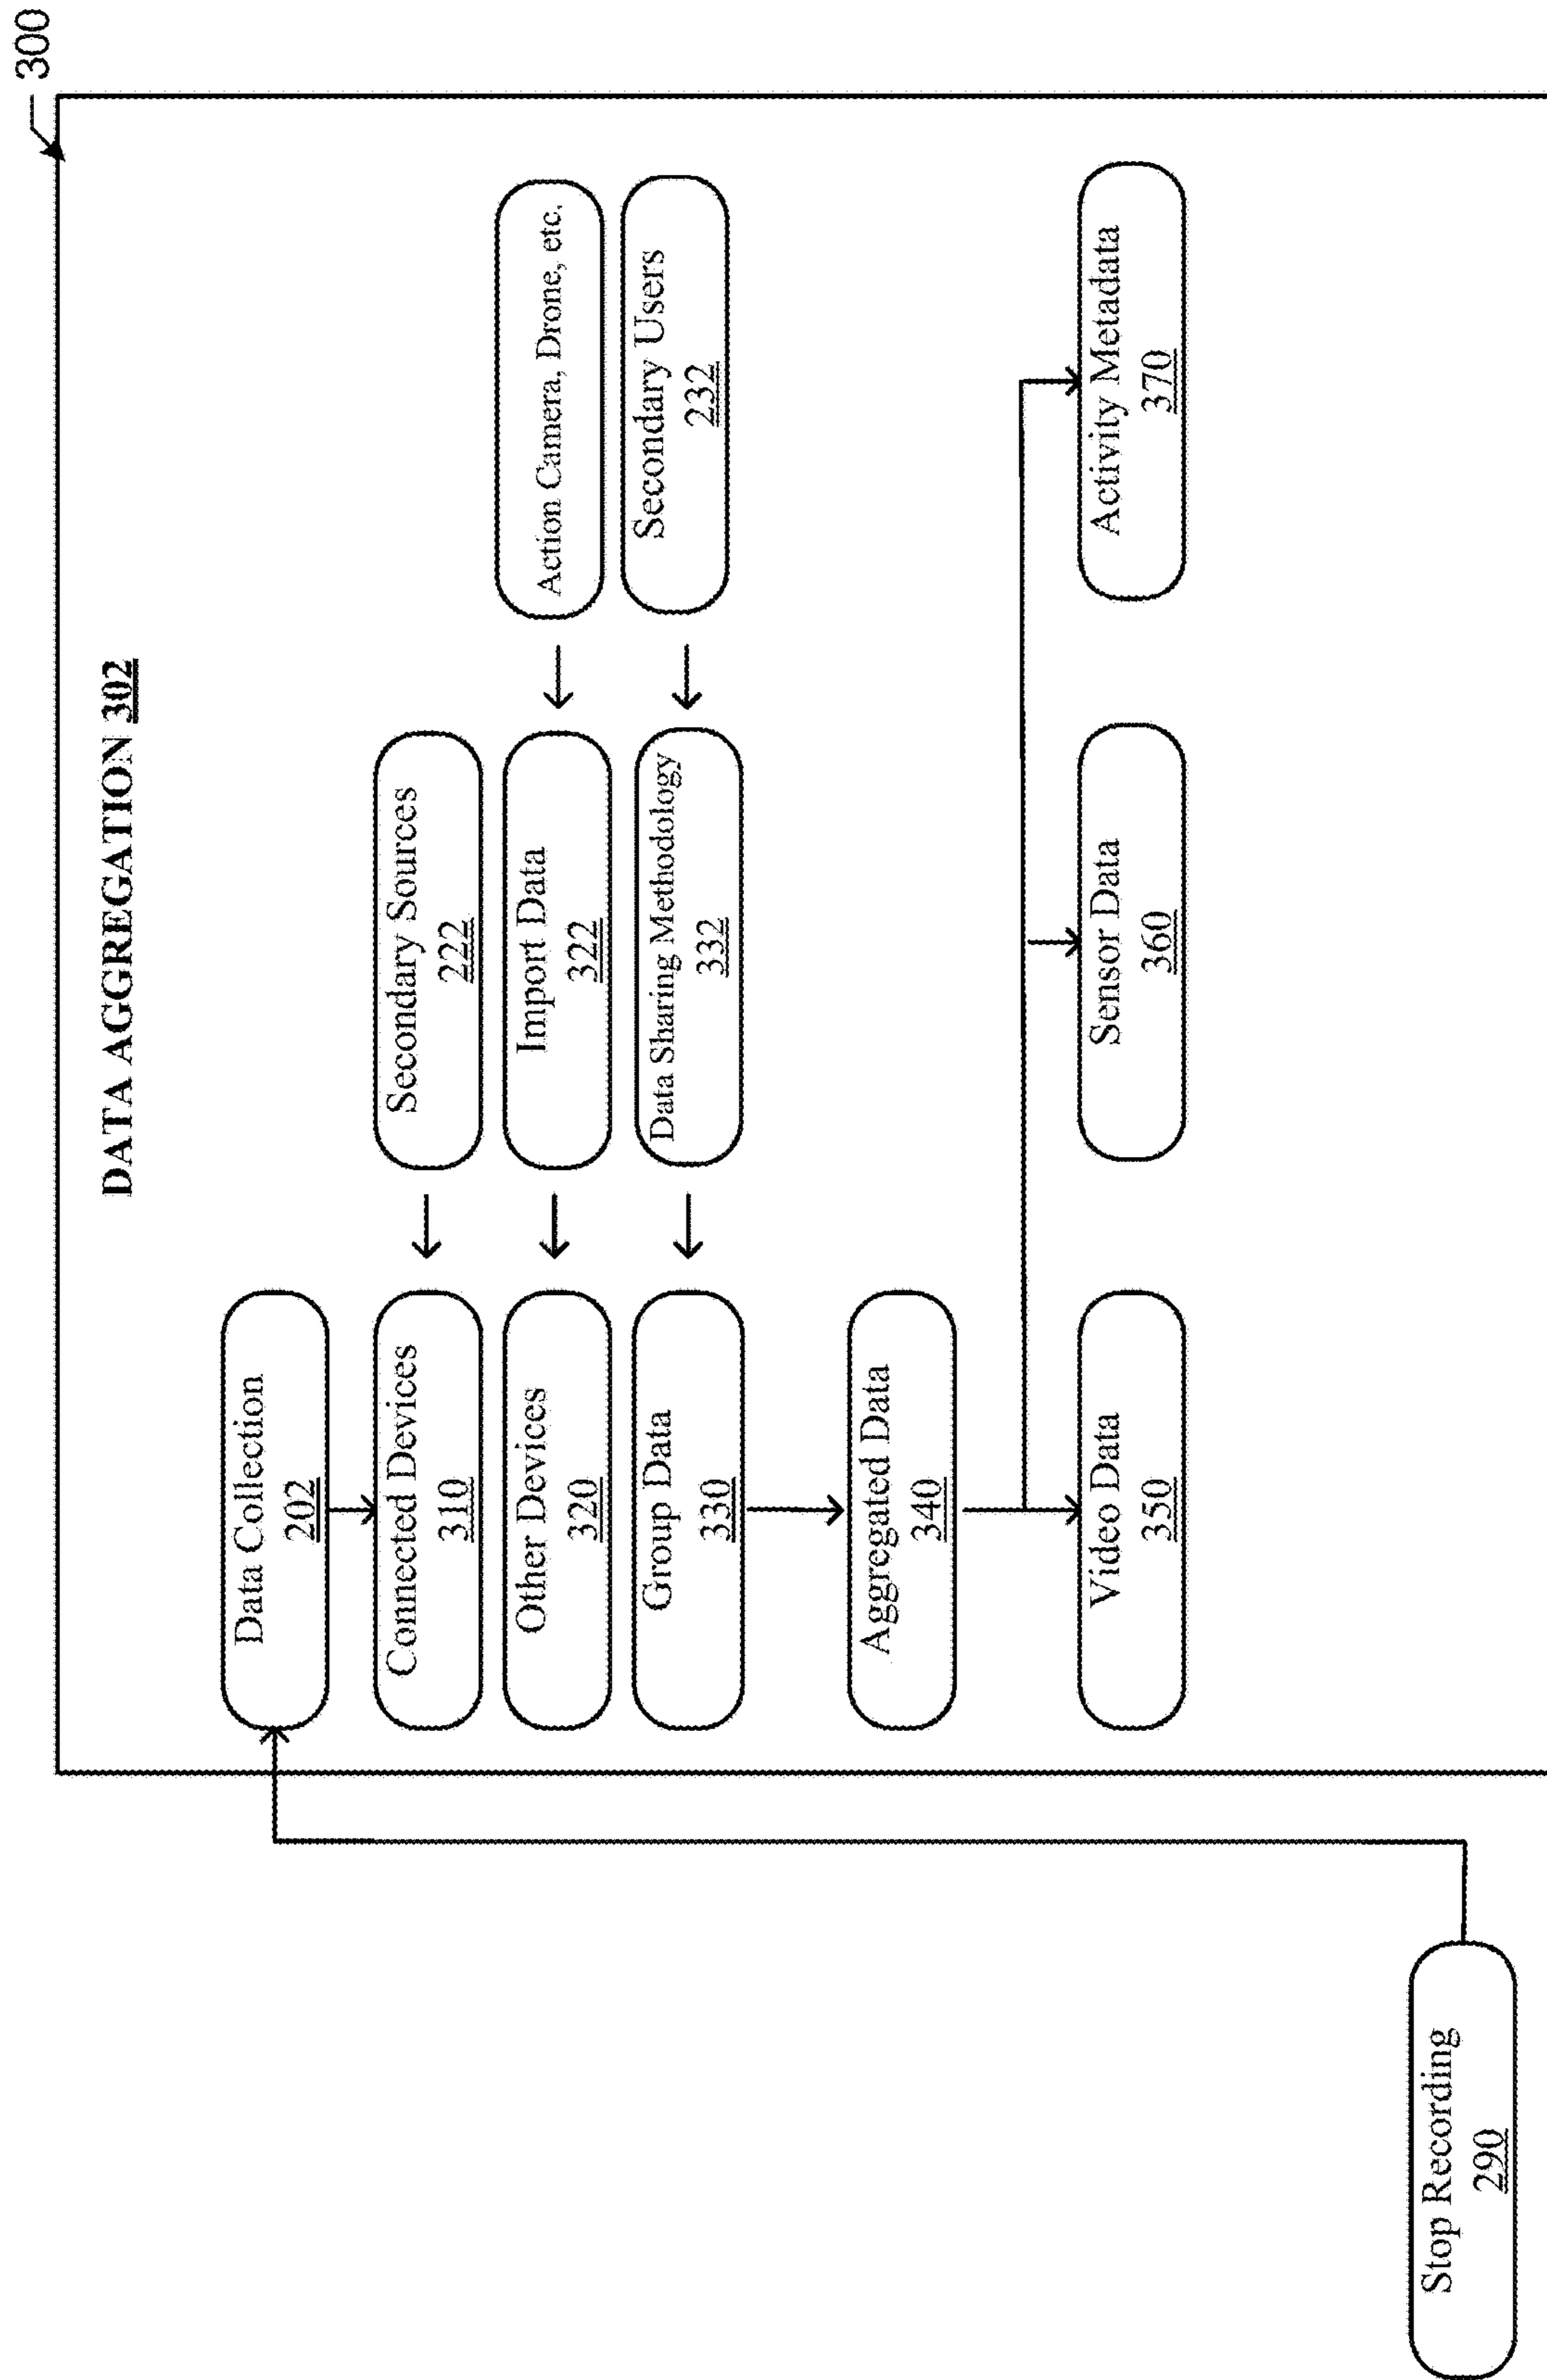 300
DATA AGGREGATION 302
Data Collection
202
Connected Devices
310
Secondary Sources
222
Other Devices
320
Import Data
322
Action Camera, Drone, etc.
Group Data
330
Data Sharing Methodology
332
Secondary Users
232
Aggregated Data
340
Video Data
350
Sensor Data
360
Activity Metadata
370
Stop Recording
290